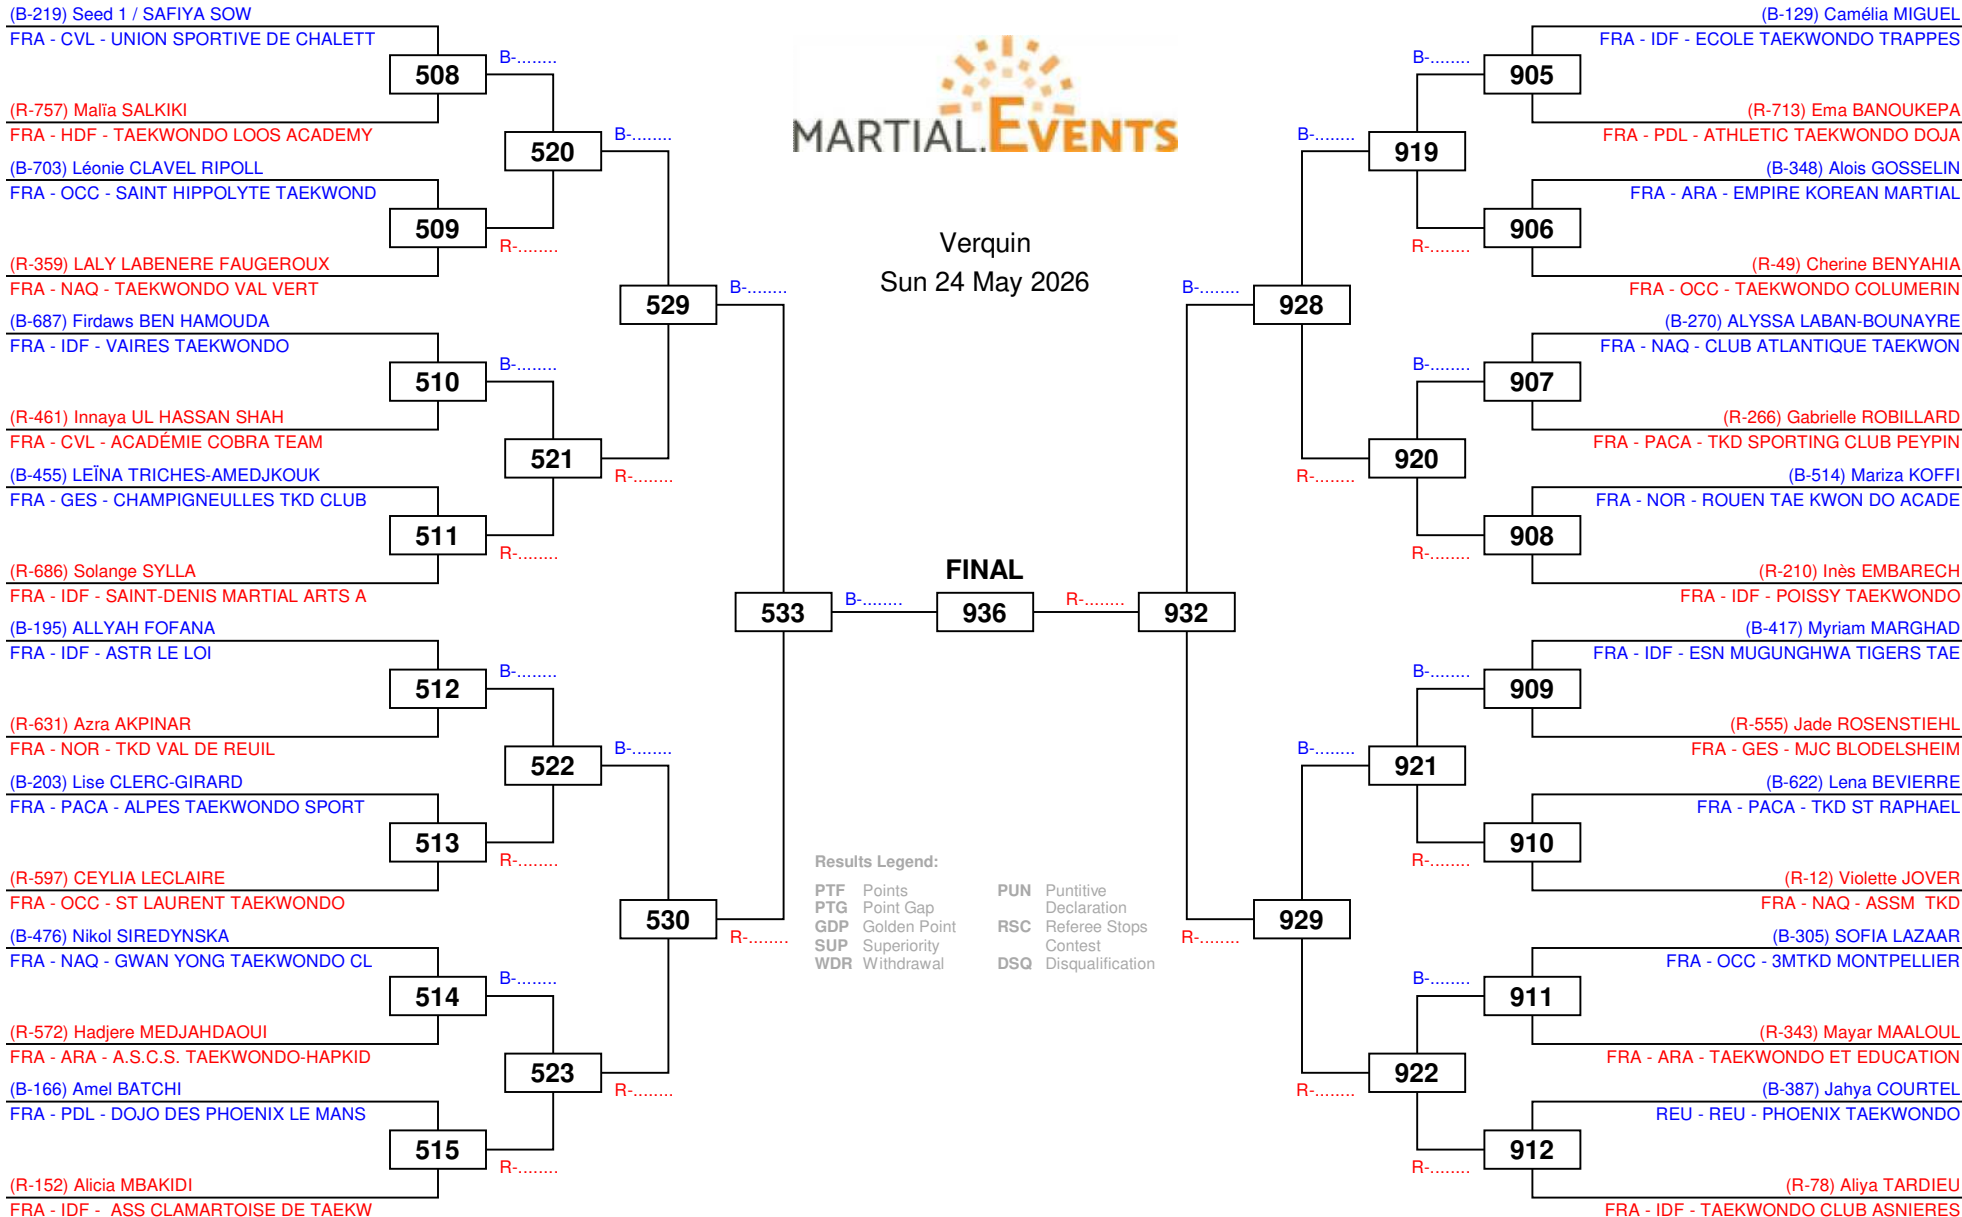 (B-219) Seed 1 / SAFIYA SOW
FRA - CVL - UNION SPORTIVE DE CHALETT
508
B-........
(R-757) Malïa SALKIKI
FRA - HDF - TAEKWONDO LOOS ACADEMY
520
B-........
(B-703) Léonie CLAVEL RIPOLL
FRA - OCC - SAINT HIPPOLYTE TAEKWOND
509
R-........
(R-359) LALY LABENERE FAUGEROUX
FRA - NAQ - TAEKWONDO VAL VERT
529
B-........
(B-687) Firdaws BEN HAMOUDA
FRA - IDF - VAIRES TAEKWONDO
510
B-........
(R-461) Innaya UL HASSAN SHAH
FRA - CVL - ACADÉMIE COBRA TEAM
521
R-........
(B-455) LEÏNA TRICHES-AMEDJKOUK
FRA - GES - CHAMPIGNEULLES TKD CLUB
511
R-........
(R-686) Solange SYLLA
FRA - IDF - SAINT-DENIS MARTIAL ARTS A
533
B-........
(B-195) ALLYAH FOFANA
FRA - IDF - ASTR LE LOI
512
B-........
(R-631) Azra AKPINAR
FRA - NOR - TKD VAL DE REUIL
522
B-........
(B-203) Lise CLERC-GIRARD
FRA - PACA - ALPES TAEKWONDO SPORT
513
R-........
(R-597) CEYLIA LECLAIRE
FRA - OCC - ST LAURENT TAEKWONDO
530
R-........
(B-476) Nikol SIREDYNSKA
FRA - NAQ - GWAN YONG TAEKWONDO CL
514
B-........
(R-572) Hadjere MEDJAHDAOUI
FRA - ARA - A.S.C.S. TAEKWONDO-HAPKID
523
R-........
(B-166) Amel BATCHI
FRA - PDL - DOJO DES PHOENIX LE MANS
515
R-........
(R-152) Alicia MBAKIDI
FRA - IDF - ASS CLAMARTOISE DE TAEKW
MARTIAL.EVENTS
Verquin
Sun 24 May 2026
FINAL
936
Results Legend:
PTF Points
PTG Point Gap
GDP Golden Point
SUP Superiority
WDR Withdrawal
PUN Puntitive
Declaration
RSC Referee Stops
Contest
DSQ Disqualification
(B-129) Camélia MIGUEL
FRA - IDF - ECOLE TAEKWONDO TRAPPES
B-........
905
(R-713) Ema BANOUKEPA
FRA - PDL - ATHLETIC TAEKWONDO DOJA
B-........
919
(B-348) Alois GOSSELIN
FRA - ARA - EMPIRE KOREAN MARTIAL
R-........
906
(R-49) Cherine BENYAHIA
FRA - OCC - TAEKWONDO COLUMERIN
B-........
928
(B-270) ALYSSA LABAN-BOUNAYRE
FRA - NAQ - CLUB ATLANTIQUE TAEKWON
B-........
907
(R-266) Gabrielle ROBILLARD
FRA - PACA - TKD SPORTING CLUB PEYPIN
R-........
920
(B-514) Mariza KOFFI
FRA - NOR - ROUEN TAE KWON DO ACADE
R-........
908
(R-210) Inès EMBARECH
FRA - IDF - POISSY TAEKWONDO
R-........
932
(B-417) Myriam MARGHAD
FRA - IDF - ESN MUGUNGHWA TIGERS TAE
B-........
909
(R-555) Jade ROSENSTIEHL
FRA - GES - MJC BLODELSHEIM
B-........
921
(B-622) Lena BEVIERRE
FRA - PACA - TKD ST RAPHAEL
R-........
910
(R-12) Violette JOVER
FRA - NAQ - ASSM TKD
R-........
929
(B-305) SOFIA LAZAAR
FRA - OCC - 3MTKD MONTPELLIER
B-........
911
(R-343) Mayar MAALOUL
FRA - ARA - TAEKWONDO ET EDUCATION
R-........
922
(B-387) Jahya COURTEL
REU - REU - PHOENIX TAEKWONDO
R-........
912
(R-78) Aliya TARDIEU
FRA - IDF - TAEKWONDO CLUB ASNIERES